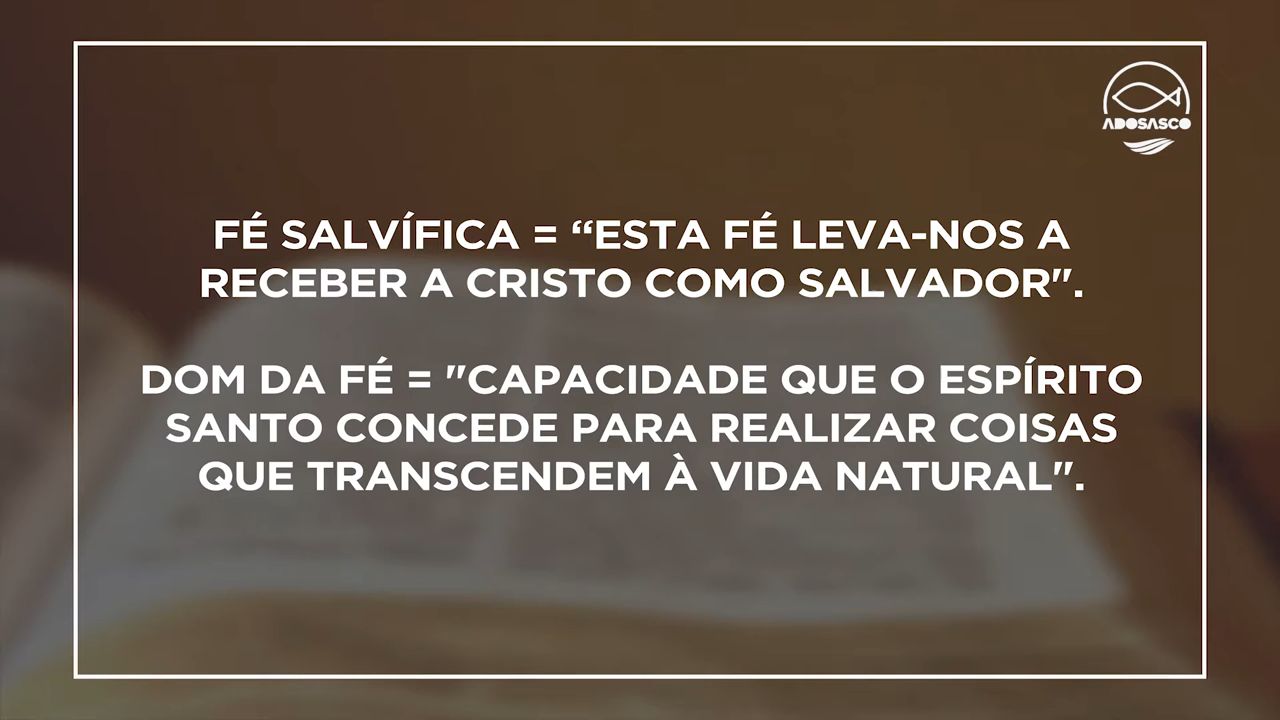 ADOSASCO
FÉ SALVÍFICA = “ESTA FÉ LEVA-NOS A
RECEBER A CRISTO COMO SALVADOR".
DOM DA FÉ = "CAPACIDADE QUE O ESPÍRITO
SANTO CONCEDE PARA REALIZAR COISAS
QUE TRANSCENDEM À VIDA NATURAL".